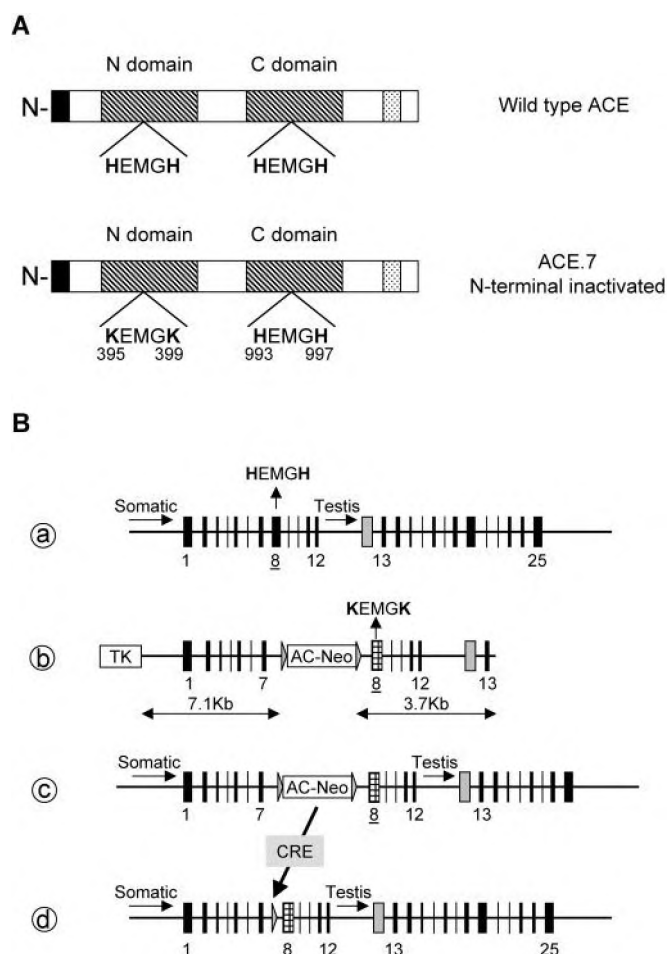 A
N domain C domain
N- Wild type ACE
HEMGH HEMGH
N domain C domain
N- ACE.7
N-terminal inactivated
KEMGK HEMGH
395 399 993 997
B
HEMGH
Somatic Testis
a
1 8 12 13 25
KEMGK
b TK AC-Neo
1 7 8 12 13
7.1Kb 3.7Kb
Somatic Testis
c AC-Neo
1 7 8 12 13
CRE
Somatic Testis
d
1 8 12 13 25